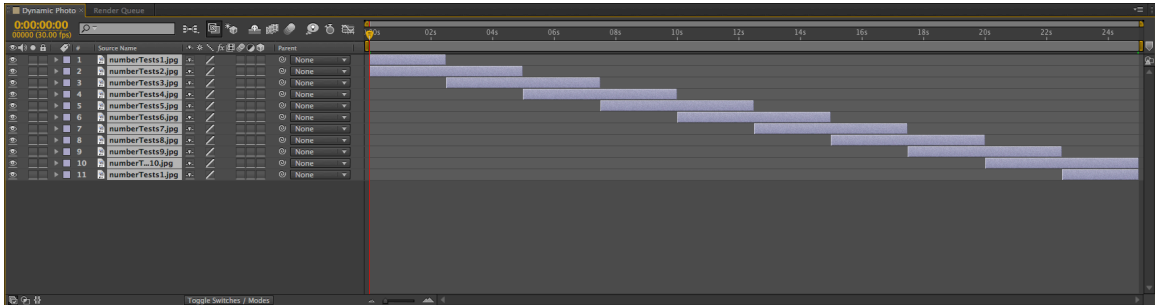 Dynamic Photo × Render Queue
0:00:00:00
00000 (30.00 fps)
00s 02s 04s 06s 08s 10s 12s 14s 16s 18s 20s 22s 24s
# Source Name fx Parent
1 numberTests1.jpg None
2 numberTests2.jpg None
3 numberTests3.jpg None
4 numberTests4.jpg None
5 numberTests5.jpg None
6 numberTests6.jpg None
7 numberTests7.jpg None
8 numberTests8.jpg None
9 numberTests9.jpg None
10 numberT...10.jpg None
11 numberTests1.jpg None
Toggle Switches / Modes